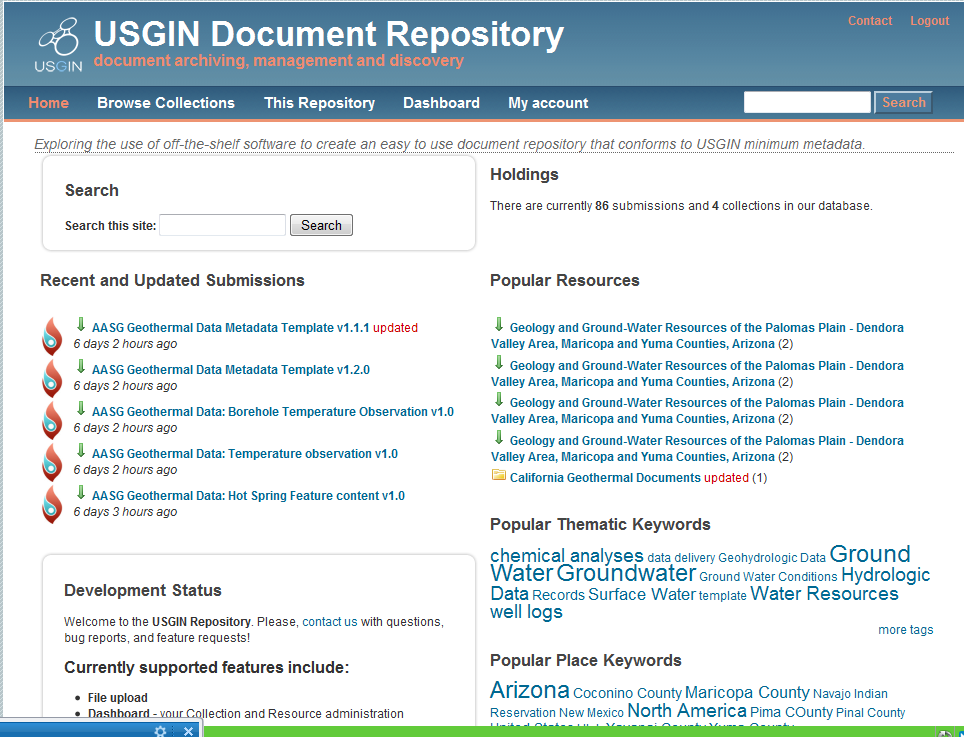 Contact Logout
USGIN Document Repository
USGIN
document archiving, management and discovery
Home Browse Collections This Repository Dashboard My account Search
Exploring the use of off-the-shelf software to create an easy to use document repository that conforms to USGIN minimum metadata.
Search
Search this site: Search
Holdings
There are currently 86 submissions and 4 collections in our database.
Recent and Updated Submissions
AASG Geothermal Data Metadata Template v1.1.1 updated
6 days 2 hours ago
AASG Geothermal Data Metadata Template v1.2.0
6 days 2 hours ago
AASG Geothermal Data: Borehole Temperature Observation v1.0
6 days 2 hours ago
AASG Geothermal Data: Temperature observation v1.0
6 days 2 hours ago
AASG Geothermal Data: Hot Spring Feature content v1.0
6 days 3 hours ago
Popular Resources
Geology and Ground-Water Resources of the Palomas Plain - Dendora
Valley Area, Maricopa and Yuma Counties, Arizona (2)
Geology and Ground-Water Resources of the Palomas Plain - Dendora
Valley Area, Maricopa and Yuma Counties, Arizona (2)
Geology and Ground-Water Resources of the Palomas Plain - Dendora
Valley Area, Maricopa and Yuma Counties, Arizona (2)
Geology and Ground-Water Resources of the Palomas Plain - Dendora
Valley Area, Maricopa and Yuma Counties, Arizona (2)
California Geothermal Documents updated (1)
Popular Thematic Keywords
chemical analyses data delivery Geohydrologic Data Ground
Water Groundwater Ground Water Conditions Hydrologic
Data Records Surface Water template Water Resources
well logs
more tags
Development Status
Welcome to the USGIN Repository. Please, contact us with questions,
bug reports, and feature requests!
Currently supported features include:
• File upload
• Dashboard - your Collection and Resource administration
Popular Place Keywords
Arizona Coconino County Maricopa County Navajo Indian
Reservation New Mexico North America Pima COunty Pinal County
United States Utah Yavapai County Yuma County